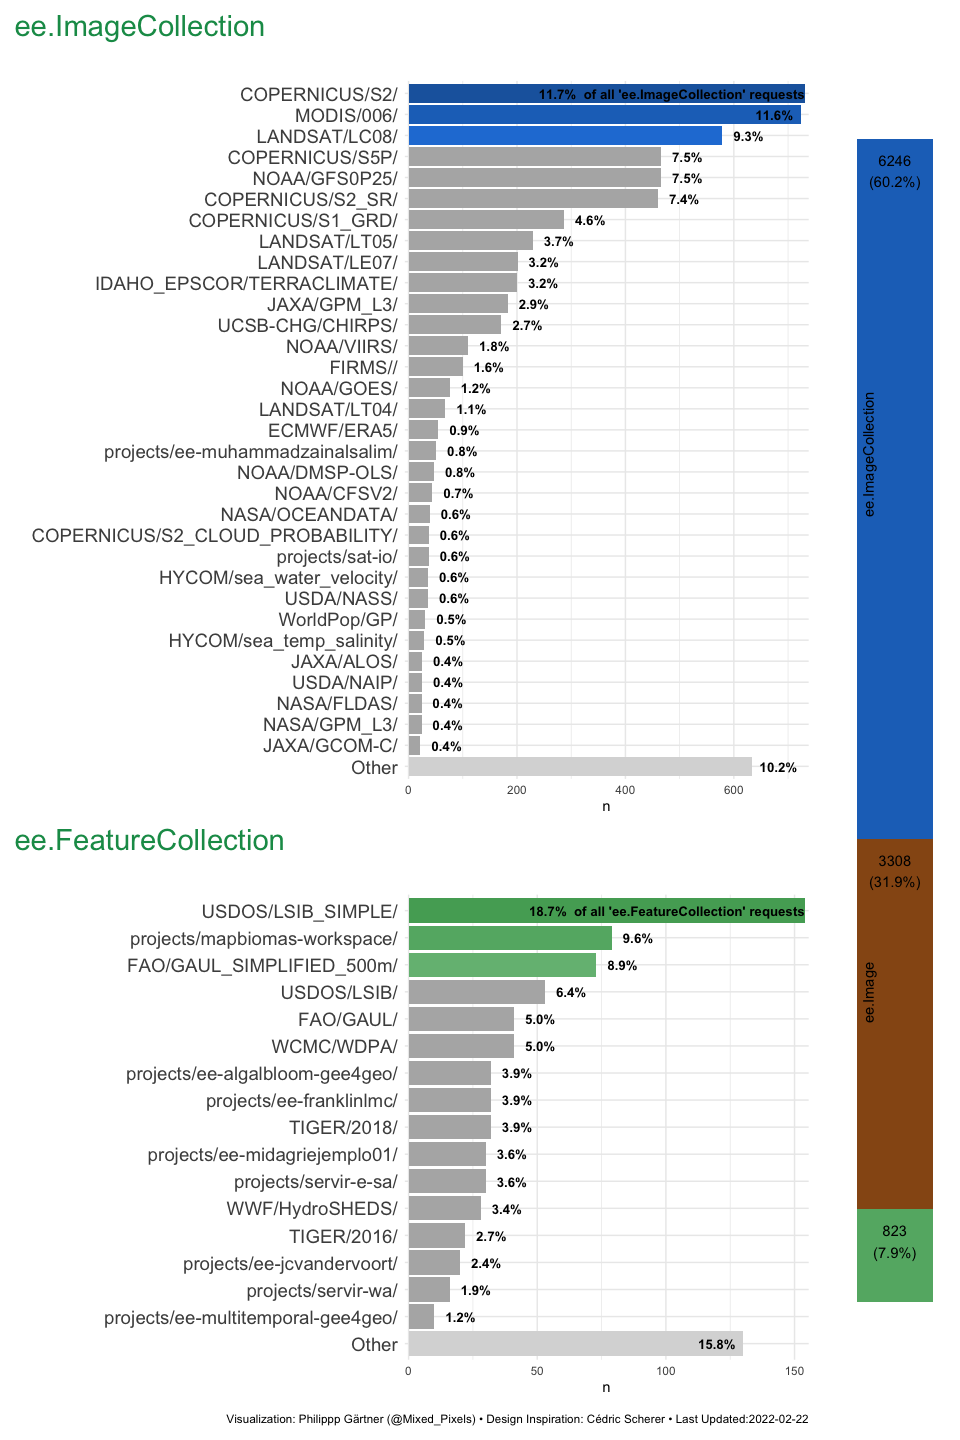 ee.ImageCollection
COPERNICUS/S2/ 11.7% of all 'ee.ImageCollection' requests
MODIS/006/ 11.6%
LANDSAT/LC08/ 9.3%
COPERNICUS/S5P/ 7.5%
NOAA/GFS0P25/ 7.5%
COPERNICUS/S2_SR/ 7.4%
COPERNICUS/S1_GRD/ 4.6%
LANDSAT/LT05/ 3.7%
LANDSAT/LE07/ 3.2%
IDAHO_EPSCOR/TERRACLIMATE/ 3.2%
JAXA/GPM_L3/ 2.9%
UCSB-CHG/CHIRPS/ 2.7%
NOAA/VIIRS/ 1.8%
FIRMS// 1.6%
NOAA/GOES/ 1.2%
LANDSAT/LT04/ 1.1%
ECMWF/ERA5/ 0.9%
projects/ee-muhammadzainalsalim/ 0.8%
NOAA/DMSP-OLS/ 0.8%
NOAA/CFSV2/ 0.7%
NASA/OCEANDATA/ 0.6%
COPERNICUS/S2_CLOUD_PROBABILITY/ 0.6%
projects/sat-io/ 0.6%
HYCOM/sea_water_velocity/ 0.6%
USDA/NASS/ 0.6%
WorldPop/GP/ 0.5%
HYCOM/sea_temp_salinity/ 0.5%
JAXA/ALOS/ 0.4%
USDA/NAIP/ 0.4%
NASA/FLDAS/ 0.4%
NASA/GPM_L3/ 0.4%
JAXA/GCOM-C/ 0.4%
Other 10.2%
0 200 400 600
n
ee.FeatureCollection
USDOS/LSIB_SIMPLE/ 18.7% of all 'ee.FeatureCollection' requests
projects/mapbiomas-workspace/ 9.6%
FAO/GAUL_SIMPLIFIED_500m/ 8.9%
USDOS/LSIB/ 6.4%
FAO/GAUL/ 5.0%
WCMC/WDPA/ 5.0%
projects/ee-algalbloom-gee4geo/ 3.9%
projects/ee-franklinlmc/ 3.9%
TIGER/2018/ 3.9%
projects/ee-midagriejemplo01/ 3.6%
projects/servir-e-sa/ 3.6%
WWF/HydroSHEDS/ 3.4%
TIGER/2016/ 2.7%
projects/ee-jcvandervoort/ 2.4%
projects/servir-wa/ 1.9%
projects/ee-multitemporal-gee4geo/ 1.2%
Other 15.8%
0 50 100 150
n
6246
(60.2%)
ee.ImageCollection
3308
(31.9%)
ee.Image
823
(7.9%)
Visualization: Philippp Gärtner (@Mixed_Pixels) • Design Inspiration: Cédric Scherer • Last Updated:2022-02-22